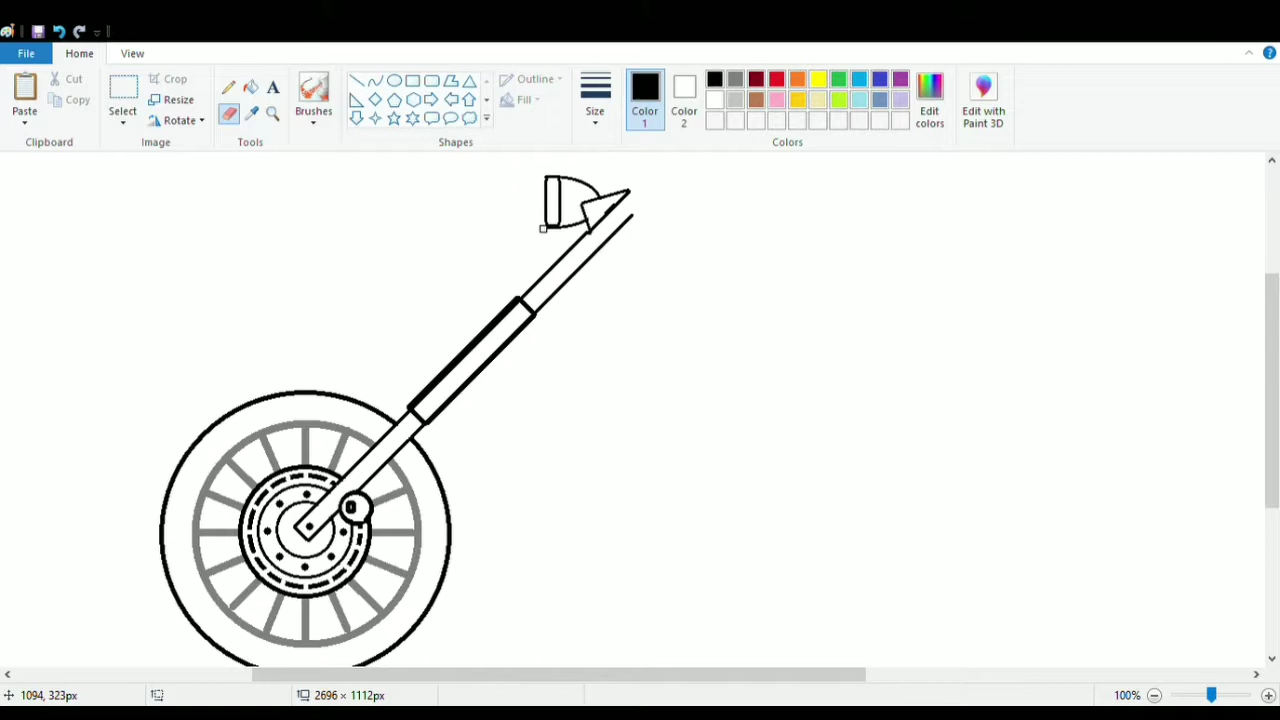 File Home View
Paste Cut Copy
Clipboard
Select Crop Resize Rotate
Image
A
Tools
Brushes
Outline Fill
Shapes
Size
Color 1
Color 2
Edit colors
Colors
Edit with Paint 3D
1094, 323px 2696 × 1112px 100%